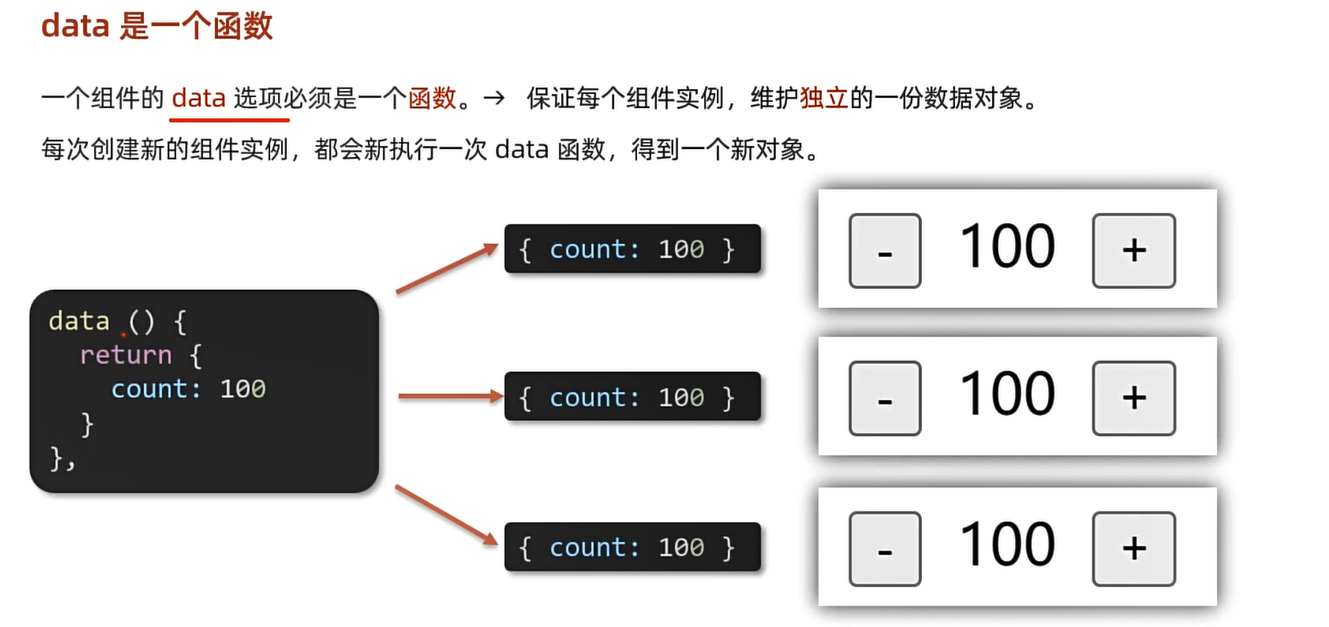 data 是一个函数
一个组件的 data 选项必须是一个函数。→ 保证每个组件实例，维护独立的一份数据对象。
每次创建新的组件实例，都会新执行一次 data 函数，得到一个新对象。
data () {
return {
count: 100
}
},
{ count: 100 }
- 100 +
{ count: 100 }
- 100 +
{ count: 100 }
- 100 +